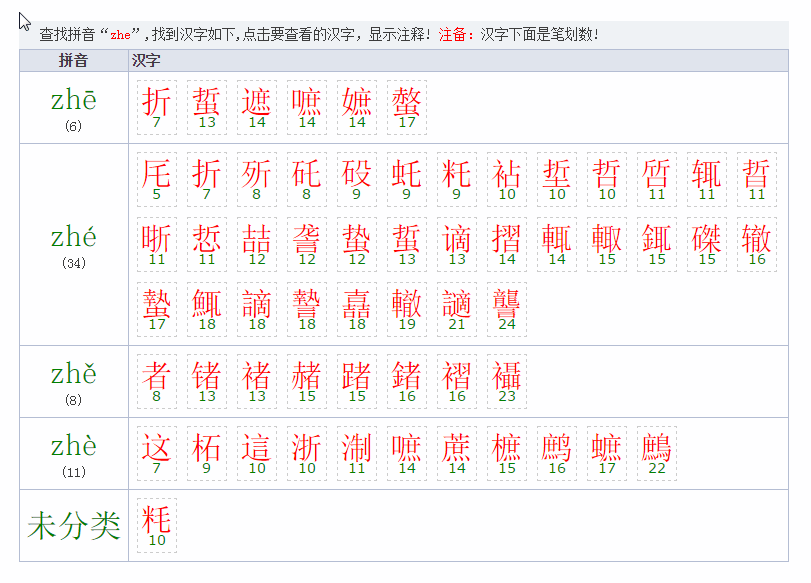 查找拼音“zhe”,找到汉字如下,点击要查看的汉字，显示注释! 注备：汉字下面是笔划数!
拼音 汉字
zhē 折 蜇 遮 嗻 嫬 螯
(6) 7 13 14 14 14 17
厇 折 歽 矺 砓 虴 粍 袩 埑 哲 悊 辄 晢
5 7 8 8 9 9 9 10 10 10 11 11 11
zhé 晣 悊 喆 詟 蛰 蜇 谪 摺 輒 輙 銸 磔 辙
(34) 11 11 12 12 12 13 13 14 14 15 15 15 16
蟄 鮿 謫 謺 嚞 轍 讁 讋
17 18 18 18 18 19 21 24
zhě 者 锗 褚 赭 踷 鍺 褶 襵
(8) 8 13 13 15 15 16 16 23
zhè 这 柘 這 浙 淛 嗻 蔗 樜 鹧 蟅 鷓
(11) 7 9 10 10 11 14 14 15 16 17 22
未分类 粍
10